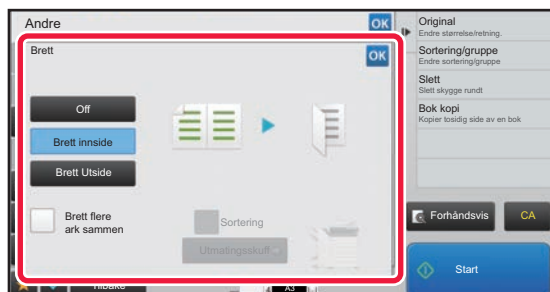 Andre
OK
Brett
OK
Off
Brett innside
Brett Utside
Brett flere
ark sammen
Sortering
Utmatingsskuff
Tilbake
A3
Original
Endre størrelse/retning.
Sortering/gruppe
Endre sortering/gruppe
Slett
Slett skygge rundt
Bok kopi
Kopier tosidig side av en bok
Forhåndsvis
CA
Start